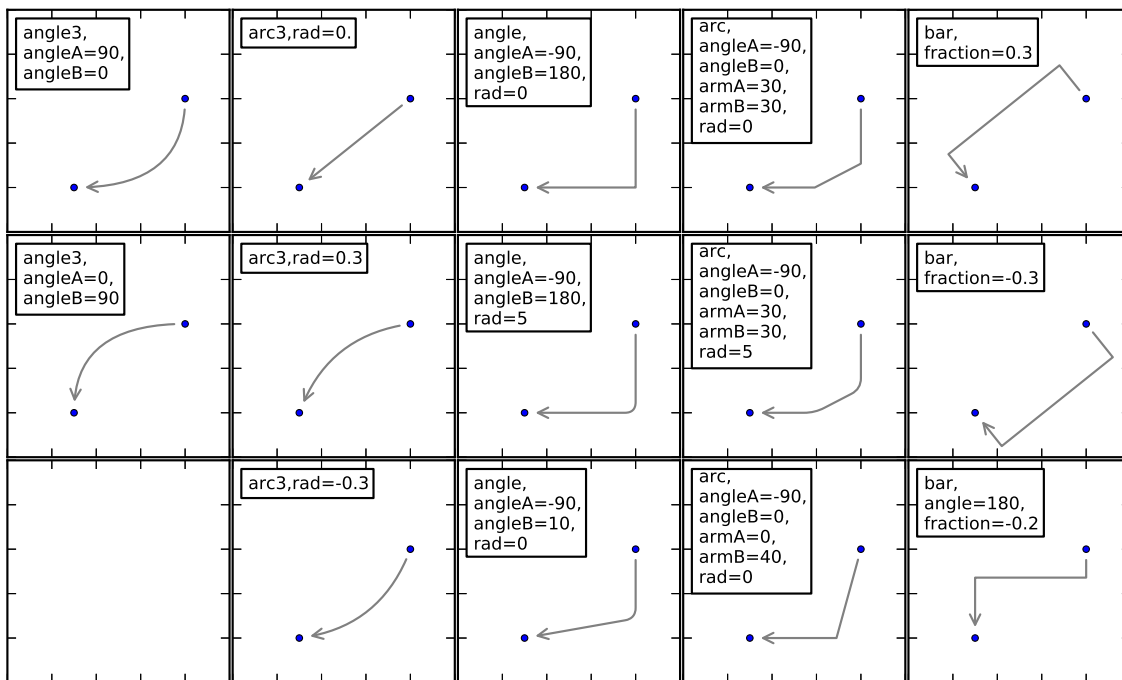 angle3,
angleA=90,
angleB=0
arc3,rad=0.
angle,
angleA=-90,
angleB=180,
rad=0
arc,
angleA=-90,
angleB=0,
armA=30,
armB=30,
rad=0
bar,
fraction=0.3
angle3,
angleA=0,
angleB=90
arc3,rad=0.3
angle,
angleA=-90,
angleB=180,
rad=5
arc,
angleA=-90,
angleB=0,
armA=30,
armB=30,
rad=5
bar,
fraction=-0.3
arc3,rad=-0.3
angle,
angleA=-90,
angleB=10,
rad=0
arc,
angleA=-90,
angleB=0,
armA=0,
armB=40,
rad=0
bar,
angle=180,
fraction=-0.2